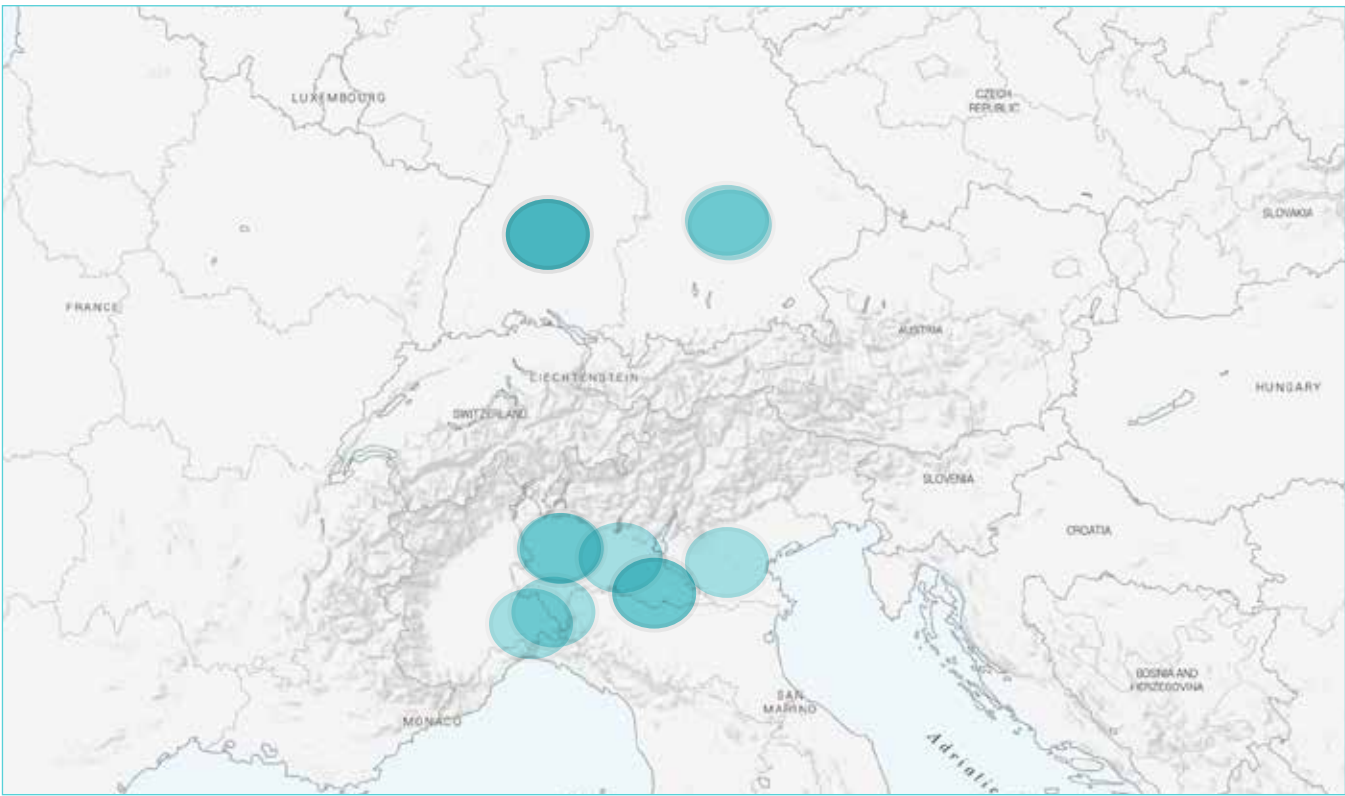 LUXEMBOURG
CZECH
REPUBLIC
SLOVAKIA
FRANCE
AUSTRIA
LIECHTENSTEIN
HUNGARY
SWITZERLAND
SLOVENIA
CROATIA
BOSNIA AND
HERZEGOVINA
SAN
MARINO
MONACO
Adriatic